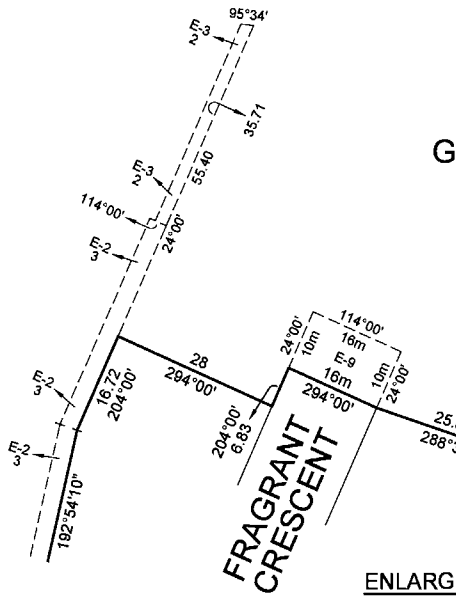 95°34'
E-3
2
35.71
G
55.40
E-3
2
114°00'
24°00'
E-2
3
114°00'
16m
24°00'
10m
E-9
10m
24°00'
16m
294°00'
28
294°00'
16.72
204°00'
E-2
3
204°00'
6.83
25.
288°
E-2
3
192°54'10"
FRAGRANT
CRESCENT
ENLARG